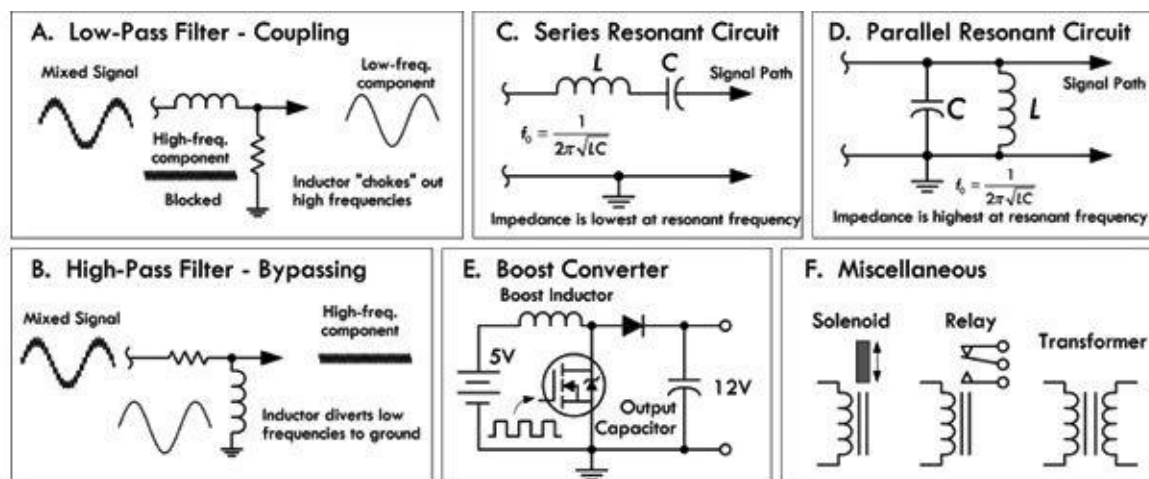 A. Low-Pass Filter - Coupling
Mixed Signal
Low-freq.
component
High-freq.
component
Blocked
Inductor "chokes" out
high frequencies
C. Series Resonant Circuit
L
C
Signal Path
f₀ = 1 / 2π√LC
Impedance is lowest at resonant frequency
D. Parallel Resonant Circuit
Signal Path
C
L
f₀ = 1 / 2π√LC
Impedance is highest at resonant frequency
B. High-Pass Filter - Bypassing
Mixed Signal
High-freq.
component
Inductor diverts low
frequencies to ground
E. Boost Converter
Boost Inductor
5V
Output
Capacitor
12V
F. Miscellaneous
Solenoid
Relay
Transformer